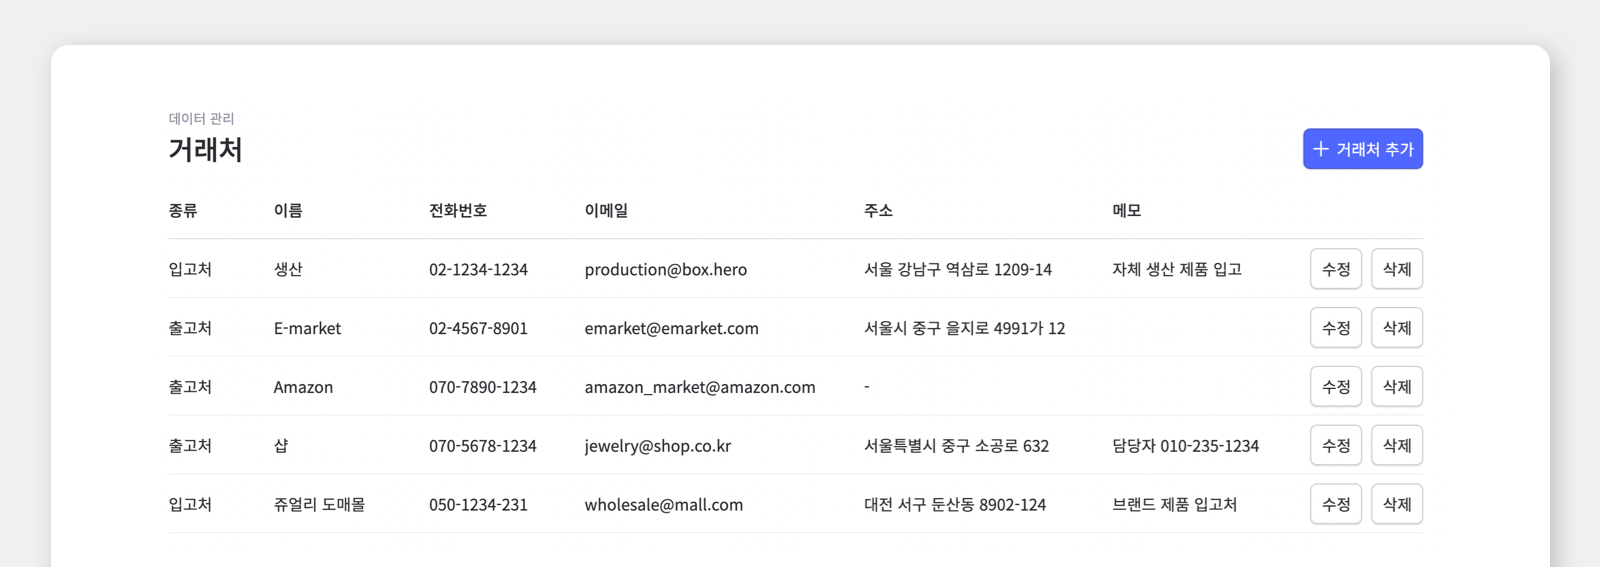 데이터 관리
거래처
+ 거래처 추가
종류 이름 전화번호 이메일 주소 메모
입고처 생산 02-1234-1234 production@box.hero 서울 강남구 역삼로 1209-14 자체 생산 제품 입고 수정 삭제
출고처 E-market 02-4567-8901 emarket@emarket.com 서울시 중구 을지로 4991가 12 수정 삭제
출고처 Amazon 070-7890-1234 amazon_market@amazon.com - 수정 삭제
출고처 샵 070-5678-1234 jewelry@shop.co.kr 서울특별시 중구 소공로 632 담당자 010-235-1234 수정 삭제
입고처 쥬얼리 도매몰 050-1234-231 wholesale@mall.com 대전 서구 둔산동 8902-124 브랜드 제품 입고처 수정 삭제